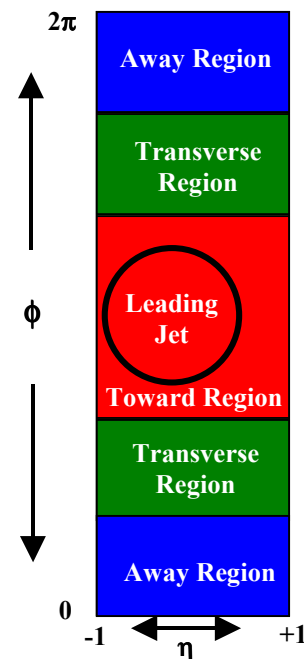 2π
Away Region
Transverse
Region
Leading
Jet
ϕ
Toward Region
Transverse
Region
Away Region
0
-1
η
+1